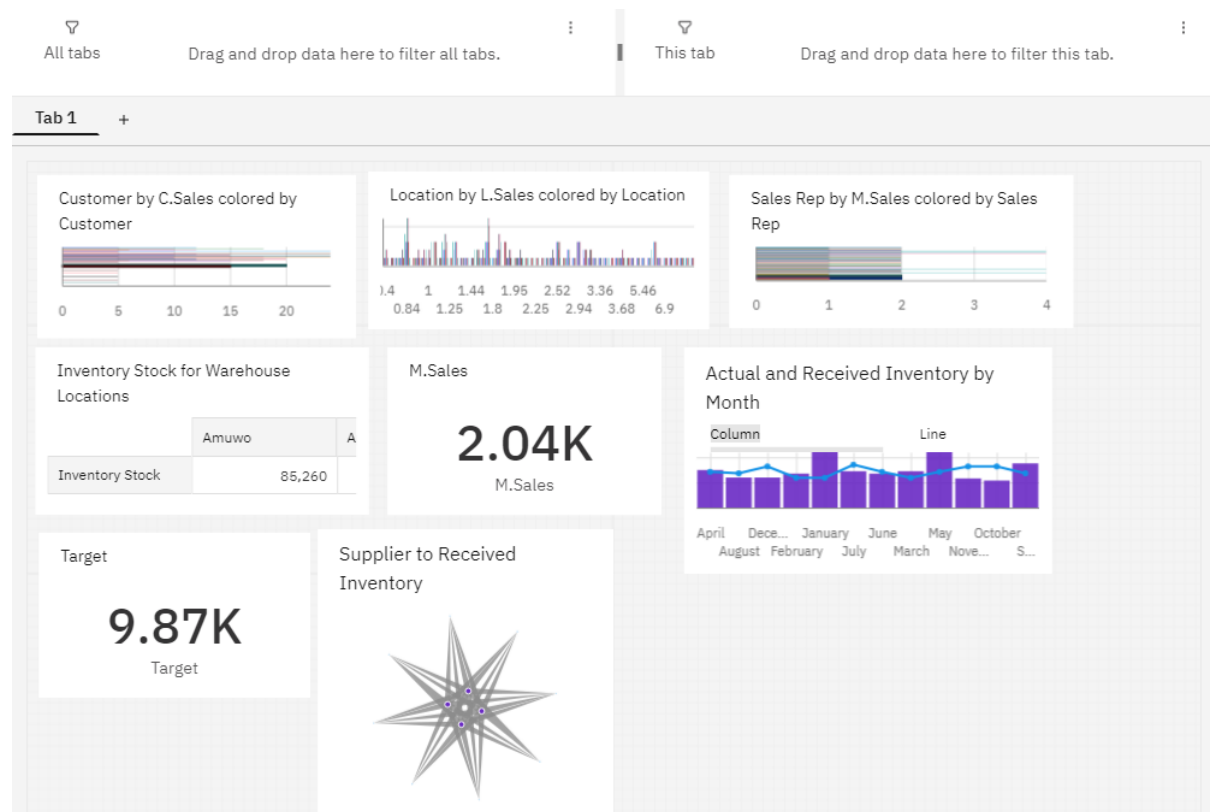 All tabs
Drag and drop data here to filter all tabs.
This tab
Drag and drop data here to filter this tab.
Tab 1 +
Customer by C.Sales colored by
Customer
0 5 10 15 20
Location by L.Sales colored by Location
).4 1 1.44 1.95 2.52 3.36 5.46
0.84 1.25 1.8 2.25 2.94 3.68 6.9
Sales Rep by M.Sales colored by Sales
Rep
0 1 2 3 4
Inventory Stock for Warehouse
Locations
Amuwo A
Inventory Stock 85,260
M.Sales
2.04K
M.Sales
Actual and Received Inventory by
Month
Column Line
April Dece... January June May October
August February July March Nove... S...
Target
9.87K
Target
Supplier to Received
Inventory